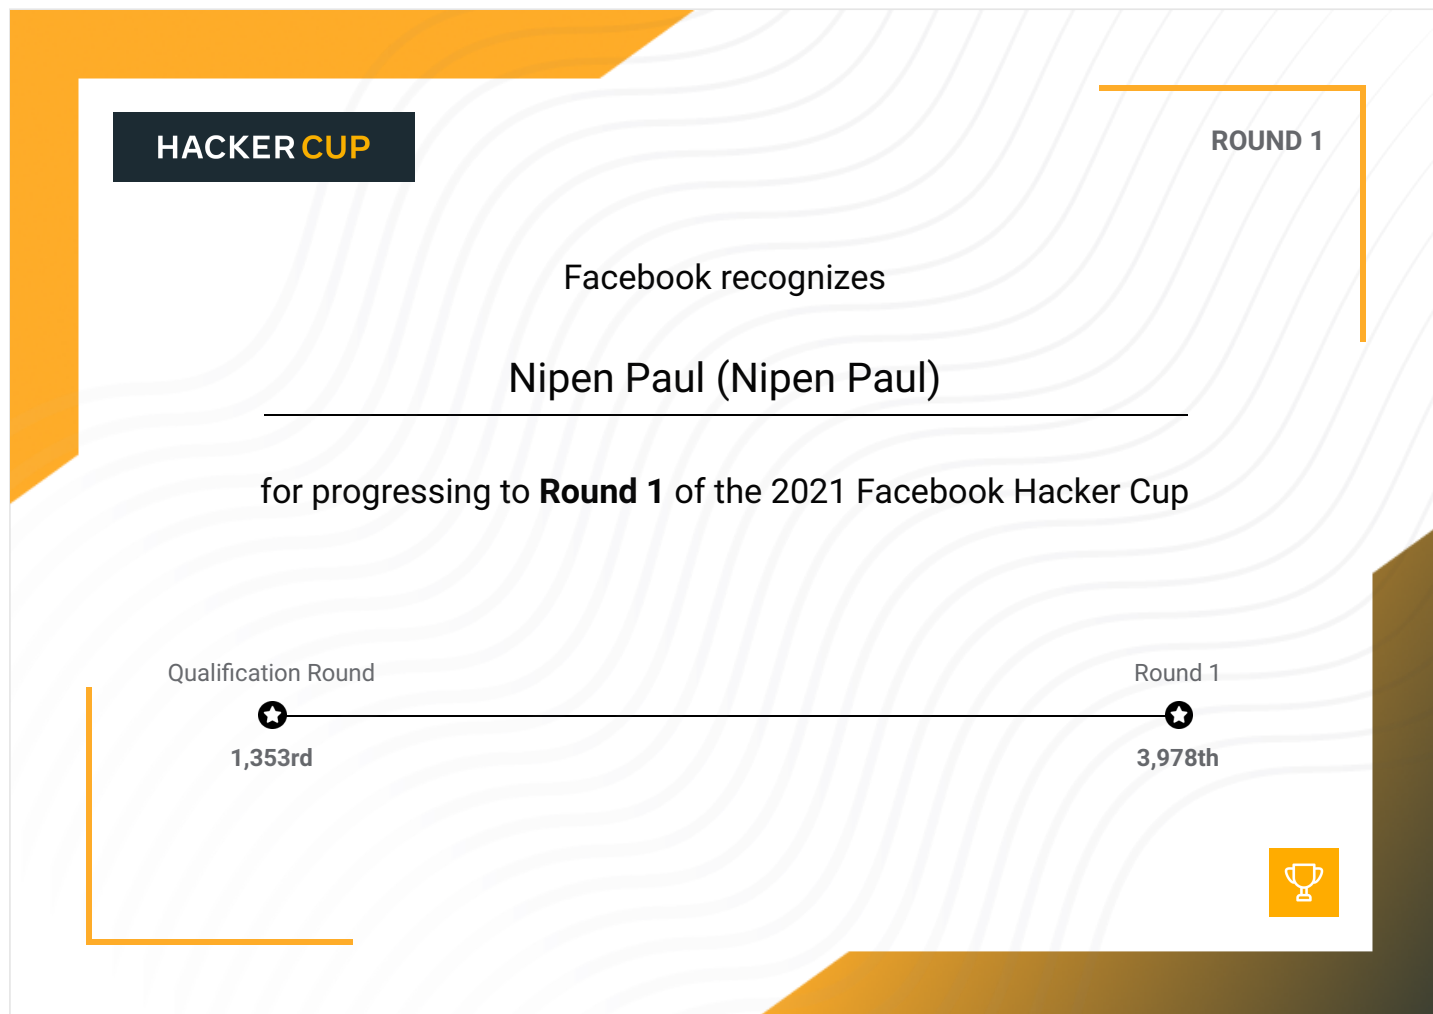 HACKER CUP
ROUND 1
Facebook recognizes
Nipen Paul (Nipen Paul)
for progressing to Round 1 of the 2021 Facebook Hacker Cup
Qualification Round
Round 1
1,353rd
3,978th